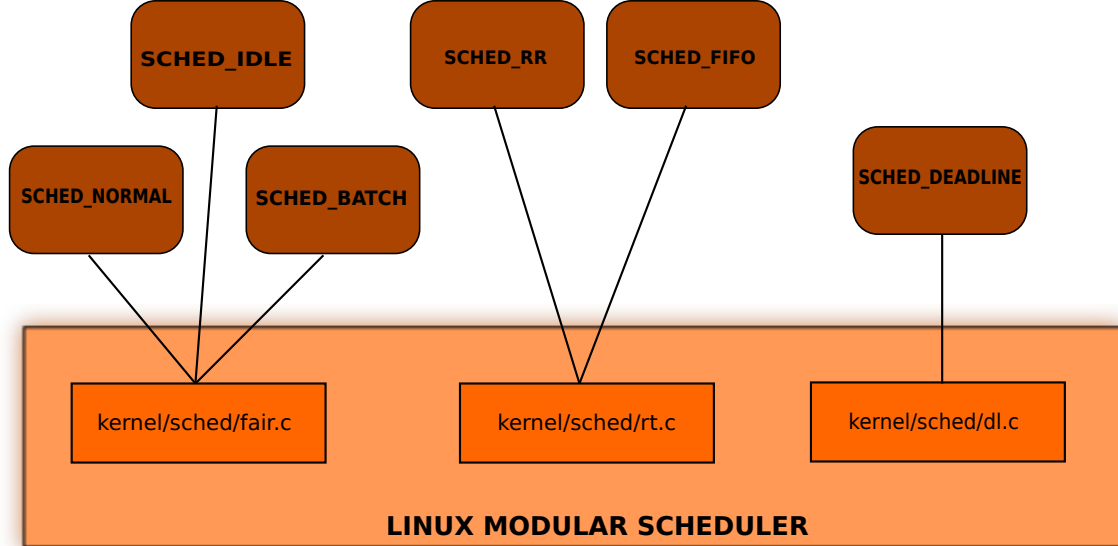 SCHED_IDLE
SCHED_RR
SCHED_FIFO
SCHED_NORMAL
SCHED_BATCH
SCHED_DEADLINE
kernel/sched/fair.c
kernel/sched/rt.c
kernel/sched/dl.c
LINUX MODULAR SCHEDULER